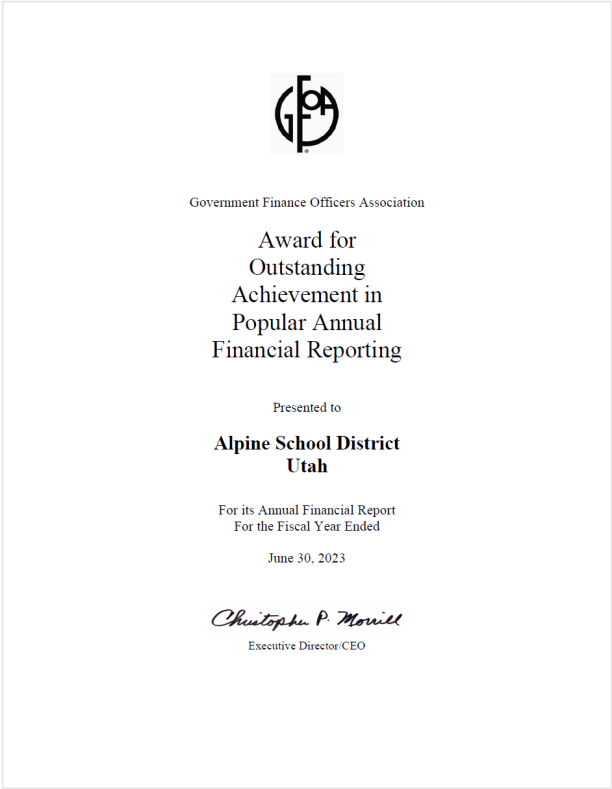 GFOA
Government Finance Officers Association
Award for
Outstanding
Achievement in
Popular Annual
Financial Reporting
Presented to
Alpine School District
Utah
For its Annual Financial Report
For the Fiscal Year Ended
June 30, 2023
Christopher P. Morrill
Executive Director/CEO